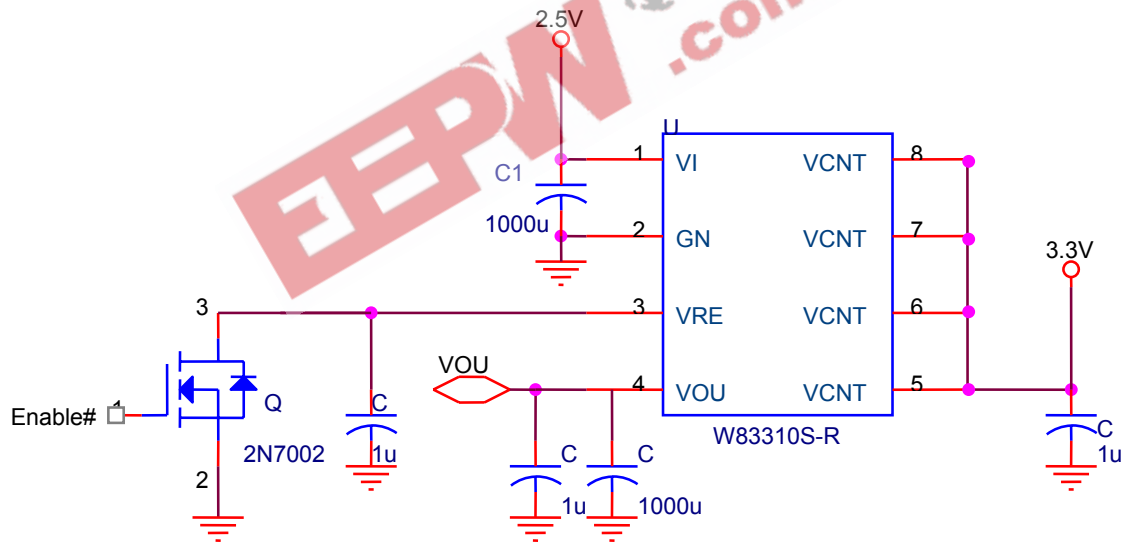 EEPW
.com
2.5V
U
1 VI VCNT 8
C1
1000u
2 GN VCNT 7
3.3V
3
3 VRE VCNT 6
VOU
4 VOU VCNT 5
Enable# 1
Q
C
2N7002
1u
W83310S-R
C
1u
2
C
1u
C
1000u